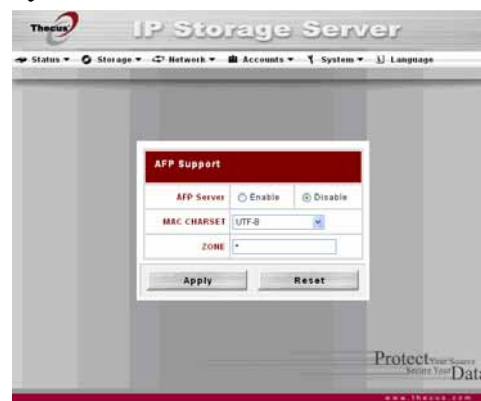 Thecus
IP Storage Server
Status Storage Network Accounts System Language
AFP Support
AFP Server Enable Disable
MAC CHARSET UTF-8
ZONE *
Apply Reset
Protect Your Source
Secure Your Data
www.thecus.com